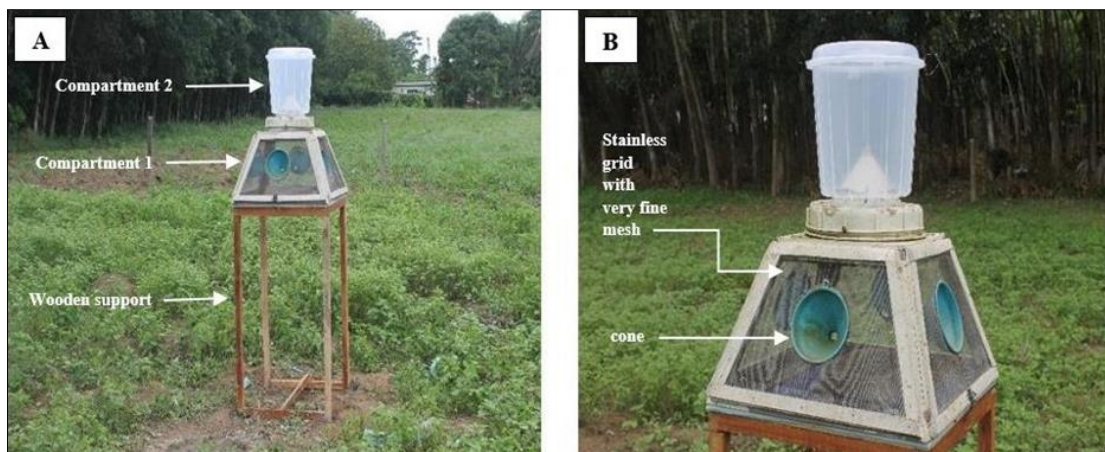 A
Compartment 2
Compartment 1
Wooden support
B
Stainless
grid
with
very fine
mesh
cone